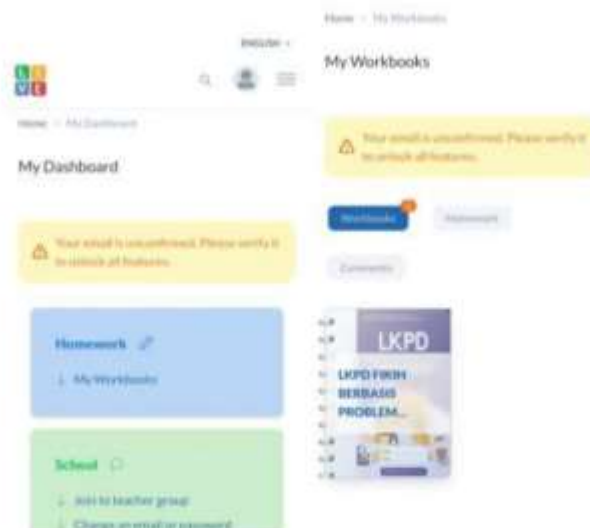 ENGLISH
LIVE
Home - My Dashboard
My Dashboard
Your email is unconfirmed. Please verify it
to unlock all features.
Homework
My Workbooks
School
Join to teacher group
Change an email or password
Home - My Workbooks
My Workbooks
Your email is unconfirmed. Please verify it
to unlock all features.
Workbooks
Homework
Comments
LKPD
LKPD FIKIH
BERBASIS
PROBLEM...